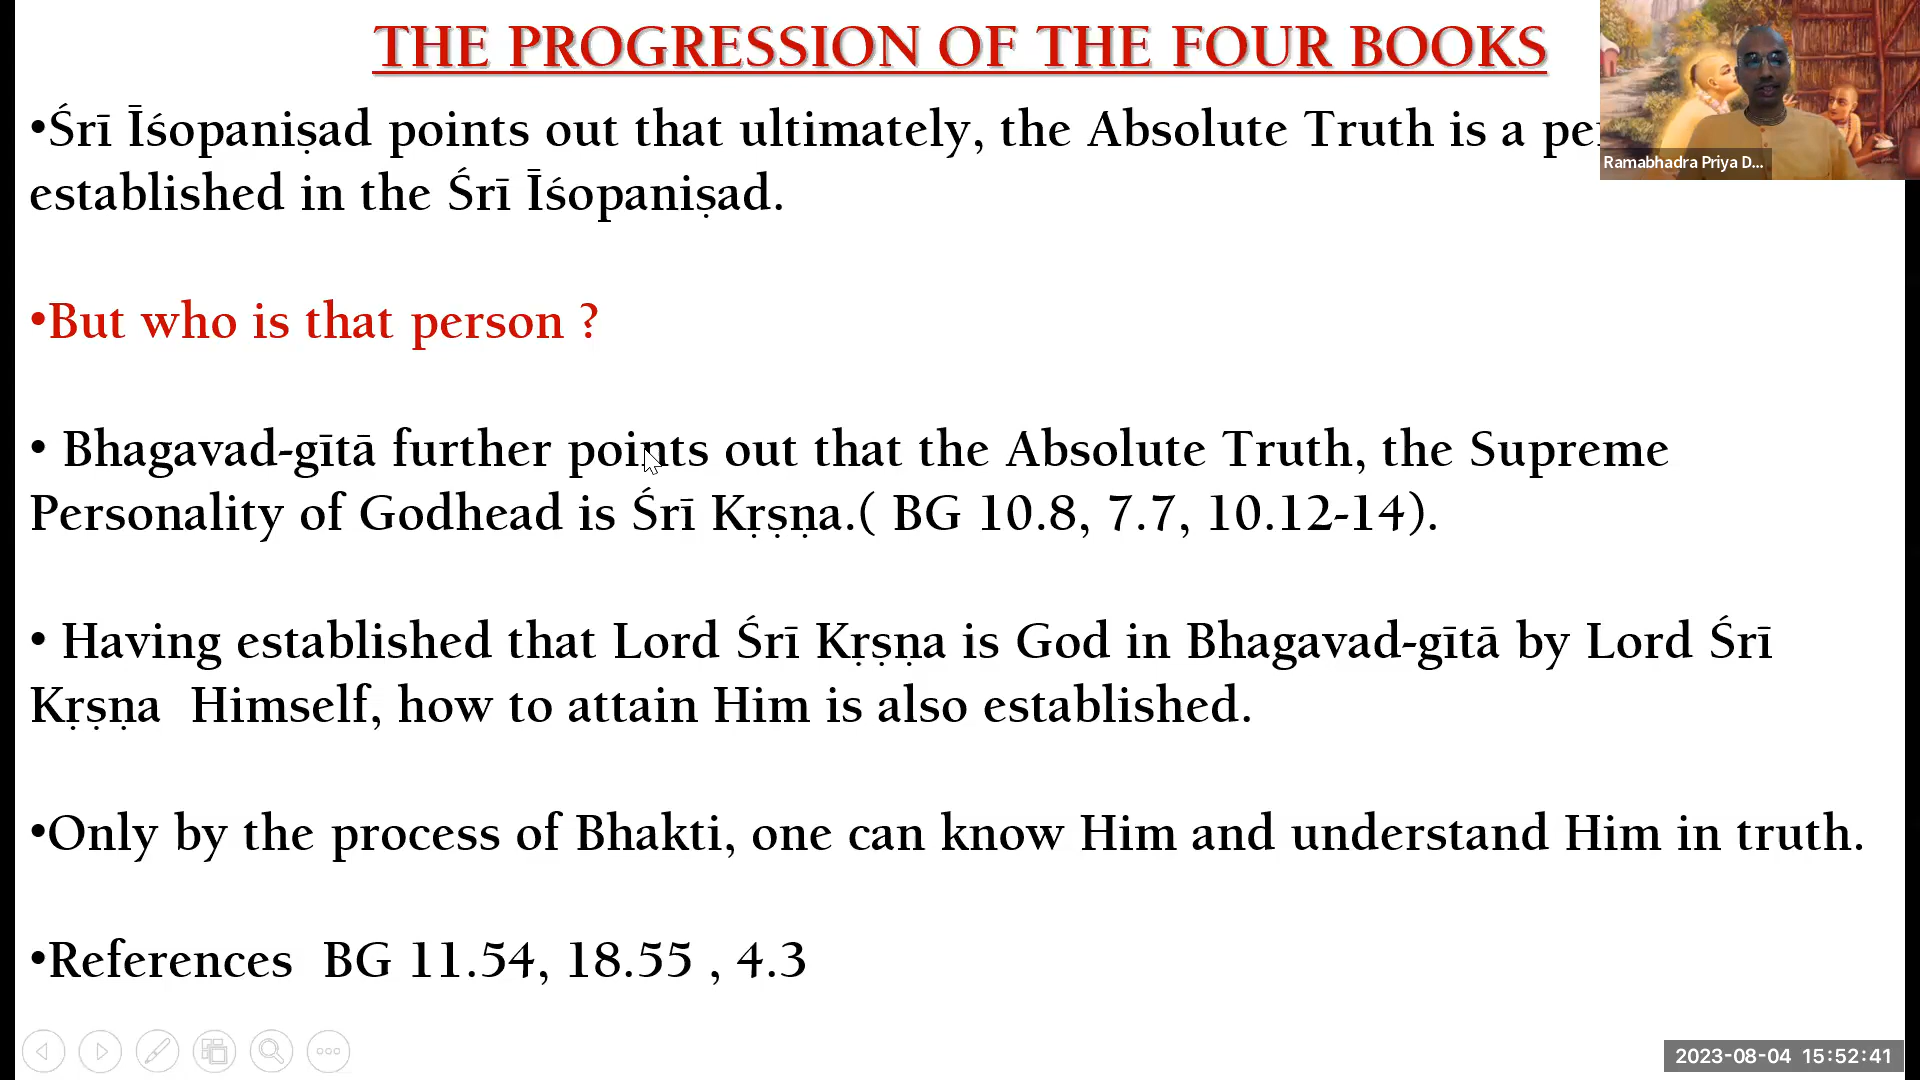 THE PROGRESSION OF THE FOUR BOOKS
•Śrī Īśopaniṣad points out that ultimately, the Absolute Truth is a
established in the Śrī Īśopaniṣad.
•But who is that person ?
• Bhagavad-gītā further points out that the Absolute Truth, the Supreme
Personality of Godhead is Śrī Kṛṣṇa.( BG 10.8, 7.7, 10.12-14).
• Having established that Lord Śrī Kṛṣṇa is God in Bhagavad-gītā by Lord Śrī
Kṛṣṇa  Himself, how to attain Him is also established.
•Only by the process of Bhakti, one can know Him and understand Him in truth.
•References  BG 11.54, 18.55 , 4.3
Ramabhadra Priya D...
2023-08-04 15:52:41